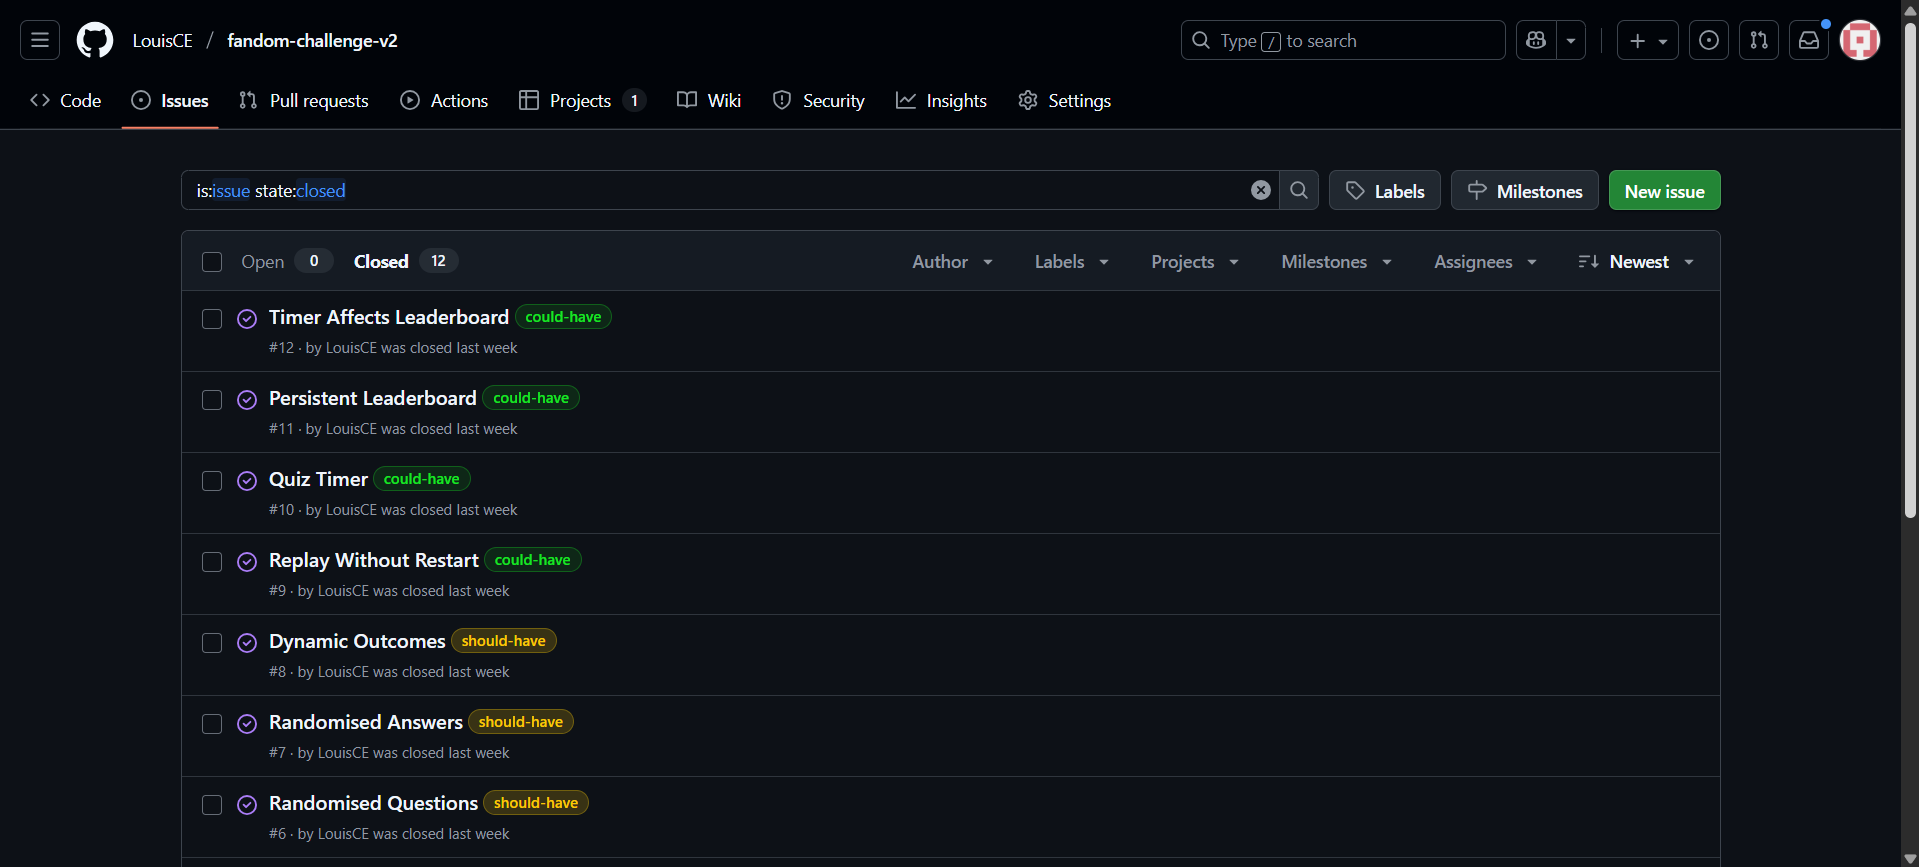 LouisCE / fandom-challenge-v2
Type / to search
Code Issues Pull requests Actions Projects 1 Wiki Security Insights Settings
is:issue state:closed
Labels Milestones New issue
Open 0 Closed 12 Author Labels Projects Milestones Assignees Newest
Timer Affects Leaderboard could-have
#12 · by LouisCE was closed last week
Persistent Leaderboard could-have
#11 · by LouisCE was closed last week
Quiz Timer could-have
#10 · by LouisCE was closed last week
Replay Without Restart could-have
#9 · by LouisCE was closed last week
Dynamic Outcomes should-have
#8 · by LouisCE was closed last week
Randomised Answers should-have
#7 · by LouisCE was closed last week
Randomised Questions should-have
#6 · by LouisCE was closed last week